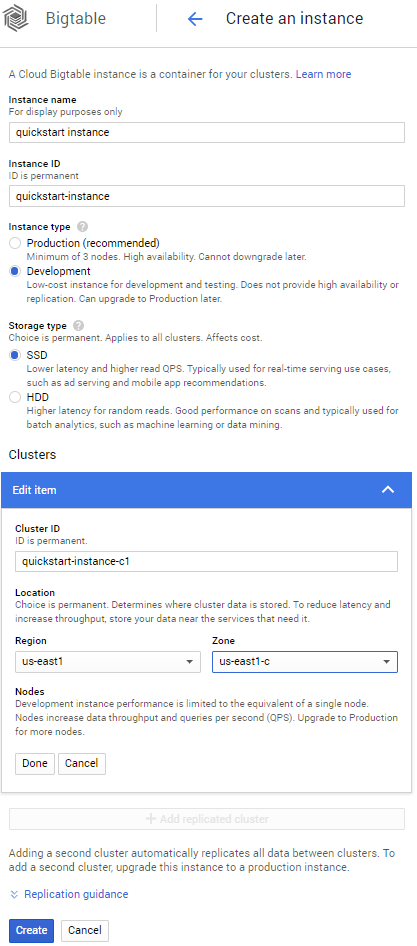 Bigtable
Create an instance
A Cloud Bigtable instance is a container for your clusters. Learn more
Instance name
For display purposes only
quickstart instance
Instance ID
ID is permanent
quickstart-instance
Instance type ?
Production (recommended)
Minimum of 3 nodes. High availability. Cannot downgrade later.
Development
Low-cost instance for development and testing. Does not provide high availability or
replication. Can upgrade to Production later.
Storage type ?
Choice is permanent. Applies to all clusters. Affects cost.
SSD
Lower latency and higher read QPS. Typically used for real-time serving use cases,
such as ad serving and mobile app recommendations.
HDD
Higher latency for random reads. Good performance on scans and typically used for
batch analytics, such as machine learning or data mining.
Clusters
Edit item
Cluster ID
ID is permanent.
quickstart-instance-c1
Location
Choice is permanent. Determines where cluster data is stored. To reduce latency and
increase throughput, store your data near the services that need it.
Region Zone
us-east1 us-east1-c
Nodes
Development instance performance is limited to the equivalent of a single node.
Nodes increase data throughput and queries per second (QPS). Upgrade to Production
for more nodes.
Done Cancel
+ Add replicated cluster
Adding a second cluster automatically replicates all data between clusters. To
add a second cluster, upgrade this instance to a production instance.
Replication guidance
Create Cancel